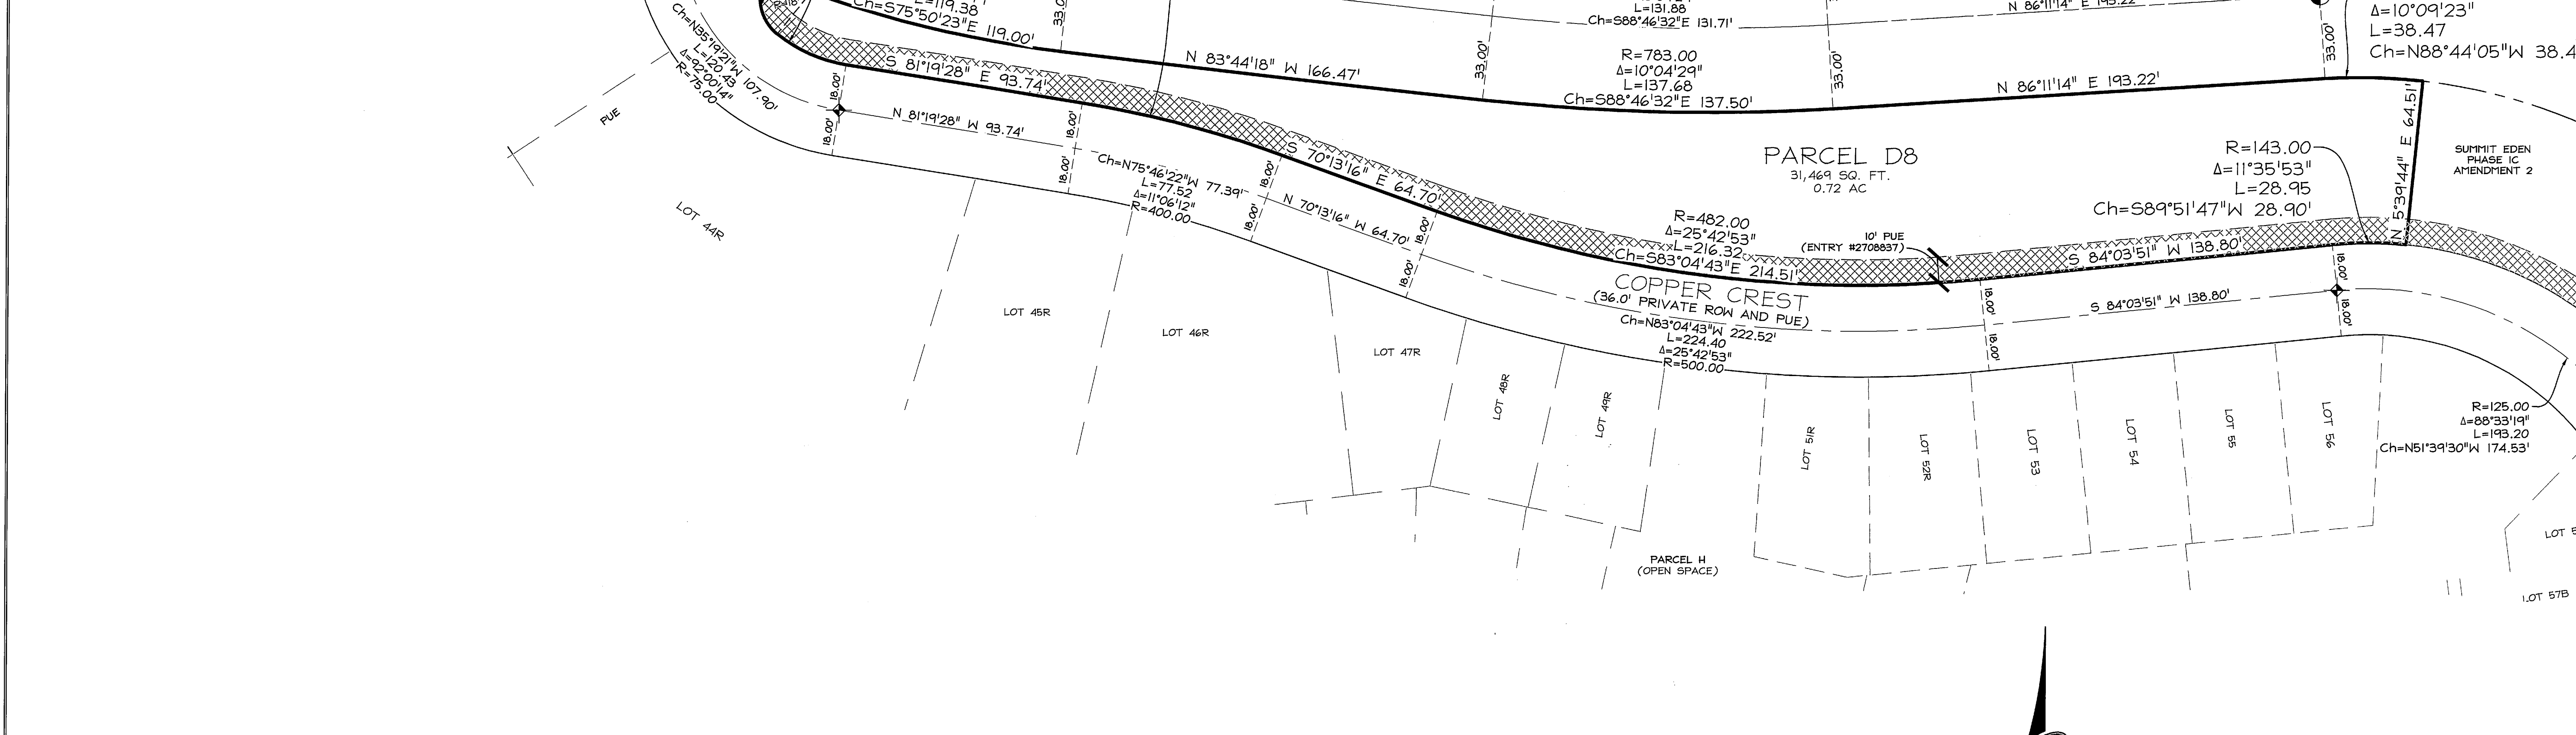 L=119.38
Ch=S75°50'23"E 119.00'
L=131.88
Ch=S88°46'32"E 131.71'
N 86°11'14" E 193.22'
Δ=10°09'23"
L=38.47
Ch=N88°44'05"W 38.4
33.00'
33.00'
33.00'
Ch=N35°19'21"W 107.90'
L=120.43
Δ=92°00'14"
R=75.00
PUE
S 81°19'28" E 93.74'
N 83°44'18" W 166.47'
R=783.00
Δ=10°04'29"
L=137.68
Ch=S88°46'32"E 137.50'
N 86°11'14" E 193.22'
N 5°39'44" E 64.51'
18.00'
18.00'
N 81°19'28" W 93.74'
18.00'
18.00'
Ch=N75°46'22"W 77.39'
L=77.52
Δ=11°06'12"
R=400.00
18.00'
18.00'
S 70°13'16" E 64.70'
N 70°13'16" W 64.70'
18.00'
18.00'
PARCEL D8
31,469 SQ. FT.
0.72 AC
R=143.00
Δ=11°35'53"
L=28.95
Ch=S89°51'47"W 28.90'
SUMMIT EDEN
PHASE 1C
AMENDMENT 2
R=482.00
Δ=25°42'53"
L=216.32
Ch=S83°04'43"E 214.51'
10' PUE
(ENTRY #2708837)
S 84°03'51" W 138.80'
COPPER CREST
(36.0' PRIVATE ROW AND PUE)
Ch=N83°04'43"W 222.52'
L=224.40
Δ=25°42'53"
R=500.00
18.00'
18.00'
S 84°03'51" W 138.80'
18.00'
18.00'
LOT 44R
LOT 45R
LOT 46R
LOT 47R
LOT 48R
LOT 49R
LOT 51R
LOT 52R
LOT 53
LOT 54
LOT 55
LOT 56
R=125.00
Δ=88°33'19"
L=193.20
Ch=N51°39'30"W 174.53'
PARCEL H
(OPEN SPACE)
LOT 5
LOT 57B